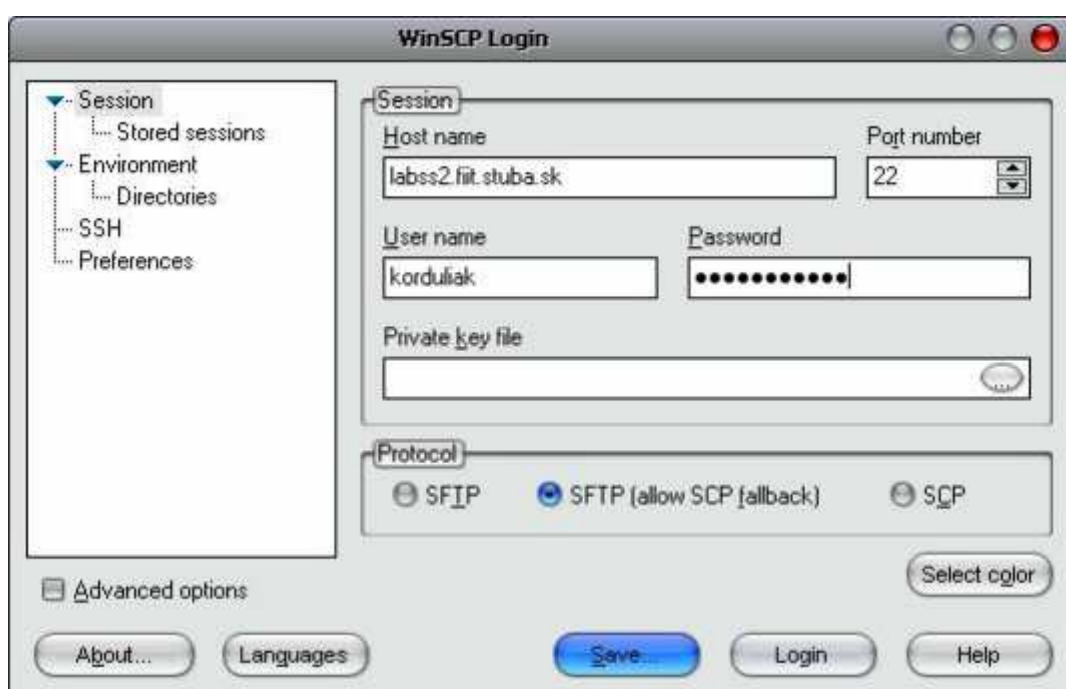 WinSCP Login
Session
Stored sessions
Environment
Directories
SSH
Preferences
Session
Host name
Port number
labss2.fiit.stuba.sk
22
User name
Password
korduliak
●●●●●●●●●●●
Private key file
...
Protocol
SFTP
SFTP (allow SCP fallback)
SCP
Select color
Advanced options
About...
Languages
Save...
Login
Help